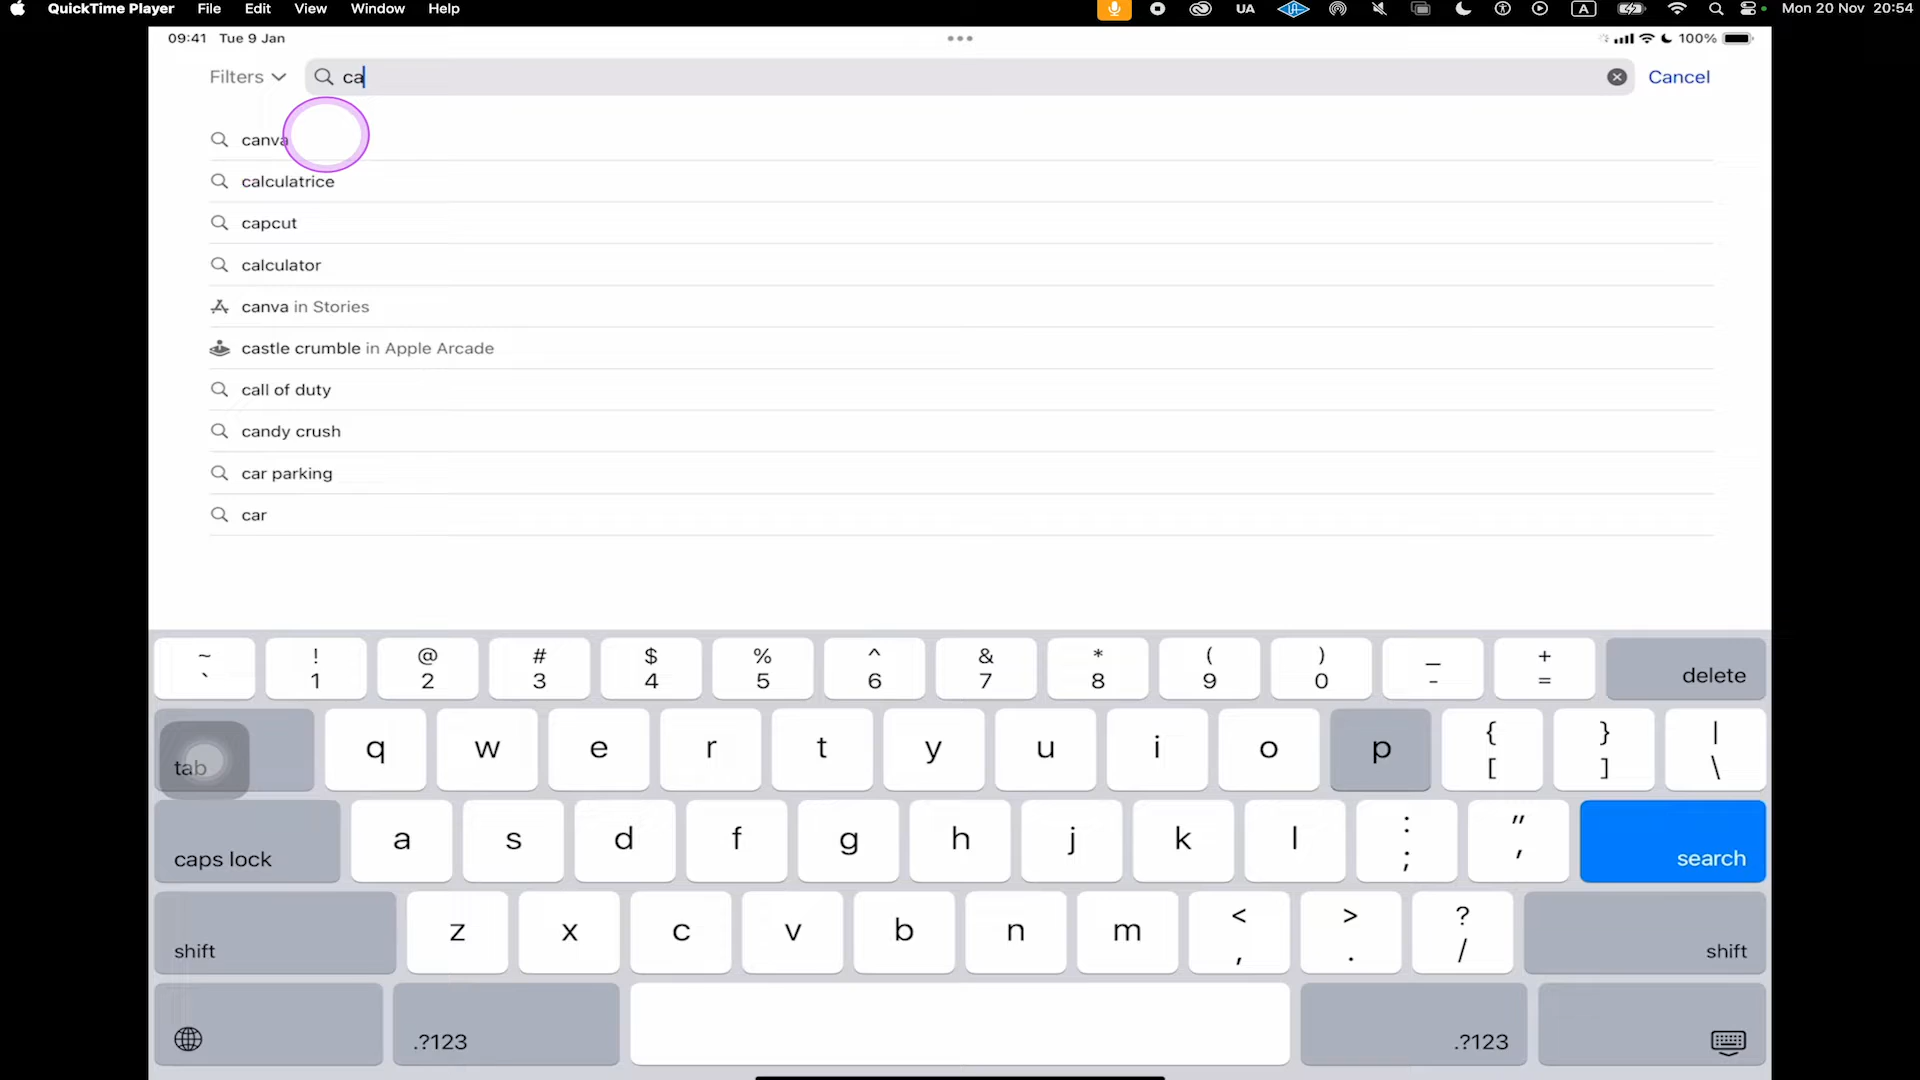 QuickTime Player File Edit View Window Help UA A Mon 20 Nov 20:54
09:41 Tue 9 Jan 100%
Filters ca Cancel
canva
calculatrice
capcut
calculator
canva in Stories
castle crumble in Apple Arcade
call of duty
candy crush
car parking
car
~ ! @ # $ % ^ & * ( ) _ +
` 1 2 3 4 5 6 7 8 9 0 - = delete
tab q w e r t y u i o p { [ } ] | \
caps lock a s d f g h j k l : ; " ' search
shift z x c v b n m < , > . ? / shift
.?123 .?123